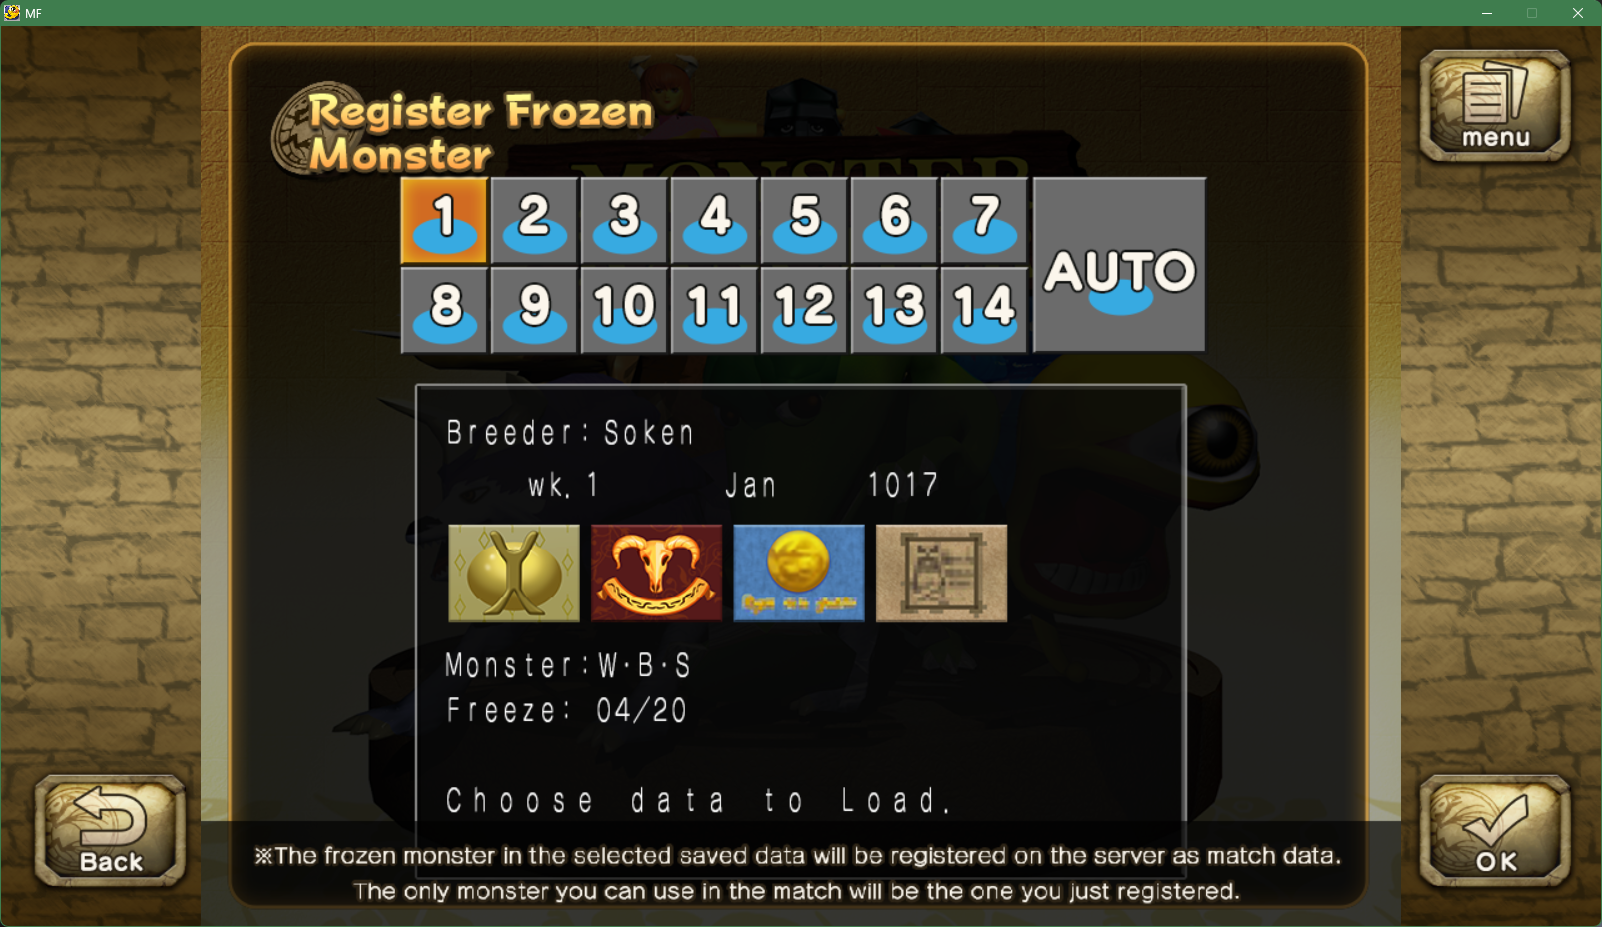 MF
Register Frozen
Monster
menu
1 2 3 4 5 6 7
AUTO
8 9 10 11 12 13 14
Breeder: Soken
wk. 1 Jan 1017
Monster:W·B·S
Freeze: 04/20
Choose data to Load.
Back
OK
※The frozen monster in the selected saved data will be registered on the server as match data.
The only monster you can use in the match will be the one you just registered.